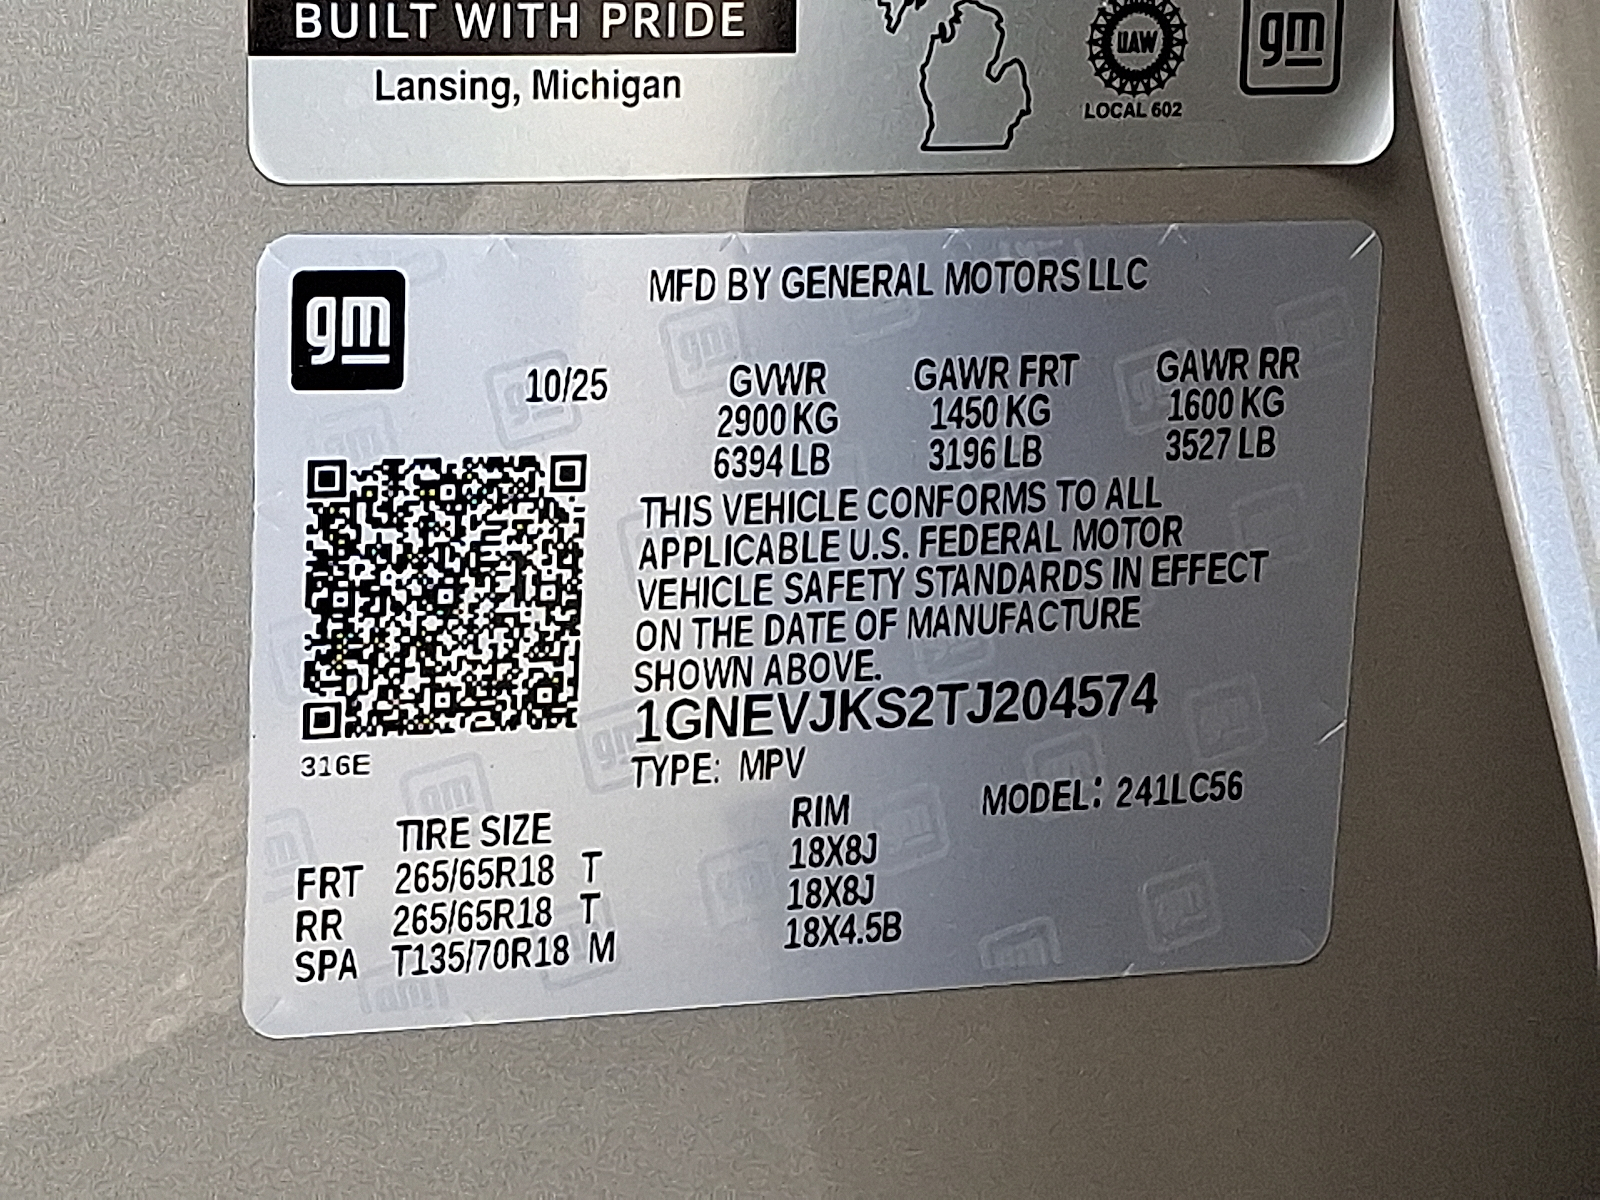 BUILT WITH PRIDE
Lansing, Michigan
UAW
LOCAL 602
gm
gm
MFD BY GENERAL MOTORS LLC
10/25
GVWR GAWR FRT GAWR RR
2900 KG 1450 KG 1600 KG
6394 LB 3196 LB 3527 LB
THIS VEHICLE CONFORMS TO ALL
APPLICABLE U.S. FEDERAL MOTOR
VEHICLE SAFETY STANDARDS IN EFFECT
ON THE DATE OF MANUFACTURE
SHOWN ABOVE.
1GNEVJKS2TJ204574
316E
TYPE: MPV
MODEL: 241LC56
TIRE SIZE RIM
FRT 265/65R18 T 18X8J
RR 265/65R18 T 18X8J
SPA T135/70R18 M 18X4.5B